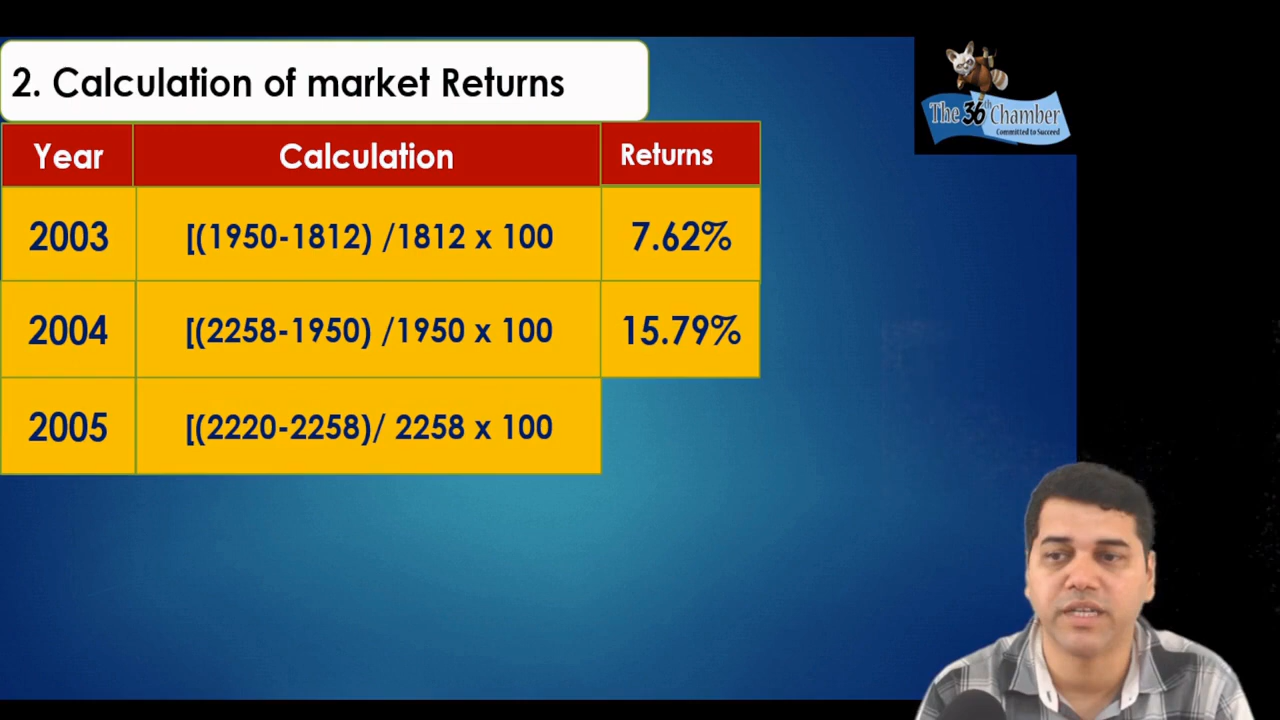 2. Calculation of market Returns
The 36th Chamber
Committed to Succeed
Year Calculation Returns
2003 [(1950-1812) /1812 x 100 7.62%
2004 [(2258-1950) /1950 x 100 15.79%
2005 [(2220-2258)/ 2258 x 100